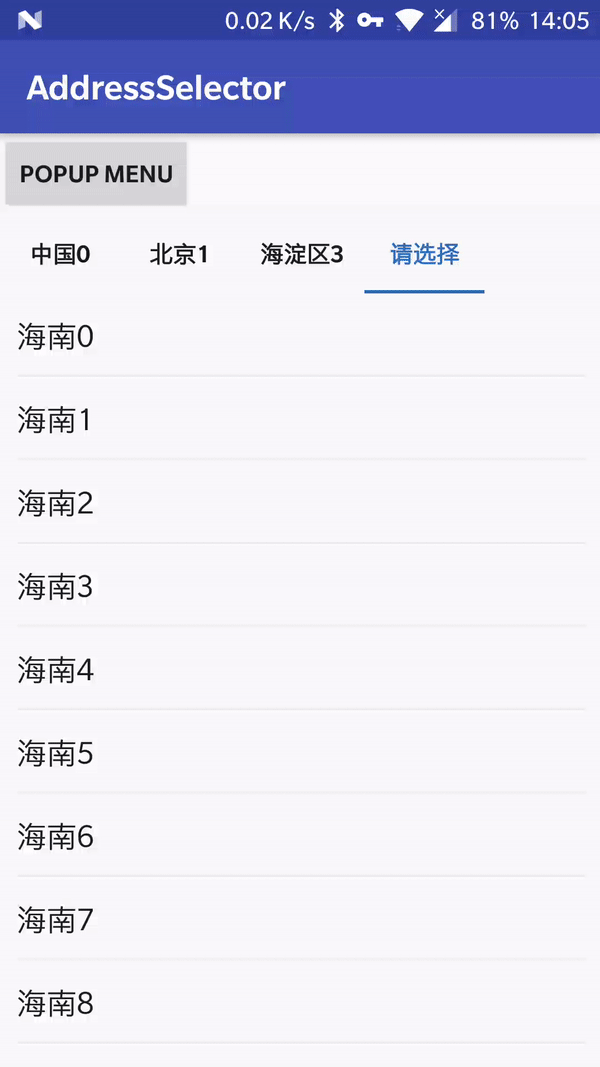 0.02 K/s 81% 14:05
AddressSelector
POPUP MENU
中国0 北京1 海淀区3 请选择
海南0
海南1
海南2
海南3
海南4
海南5
海南6
海南7
海南8